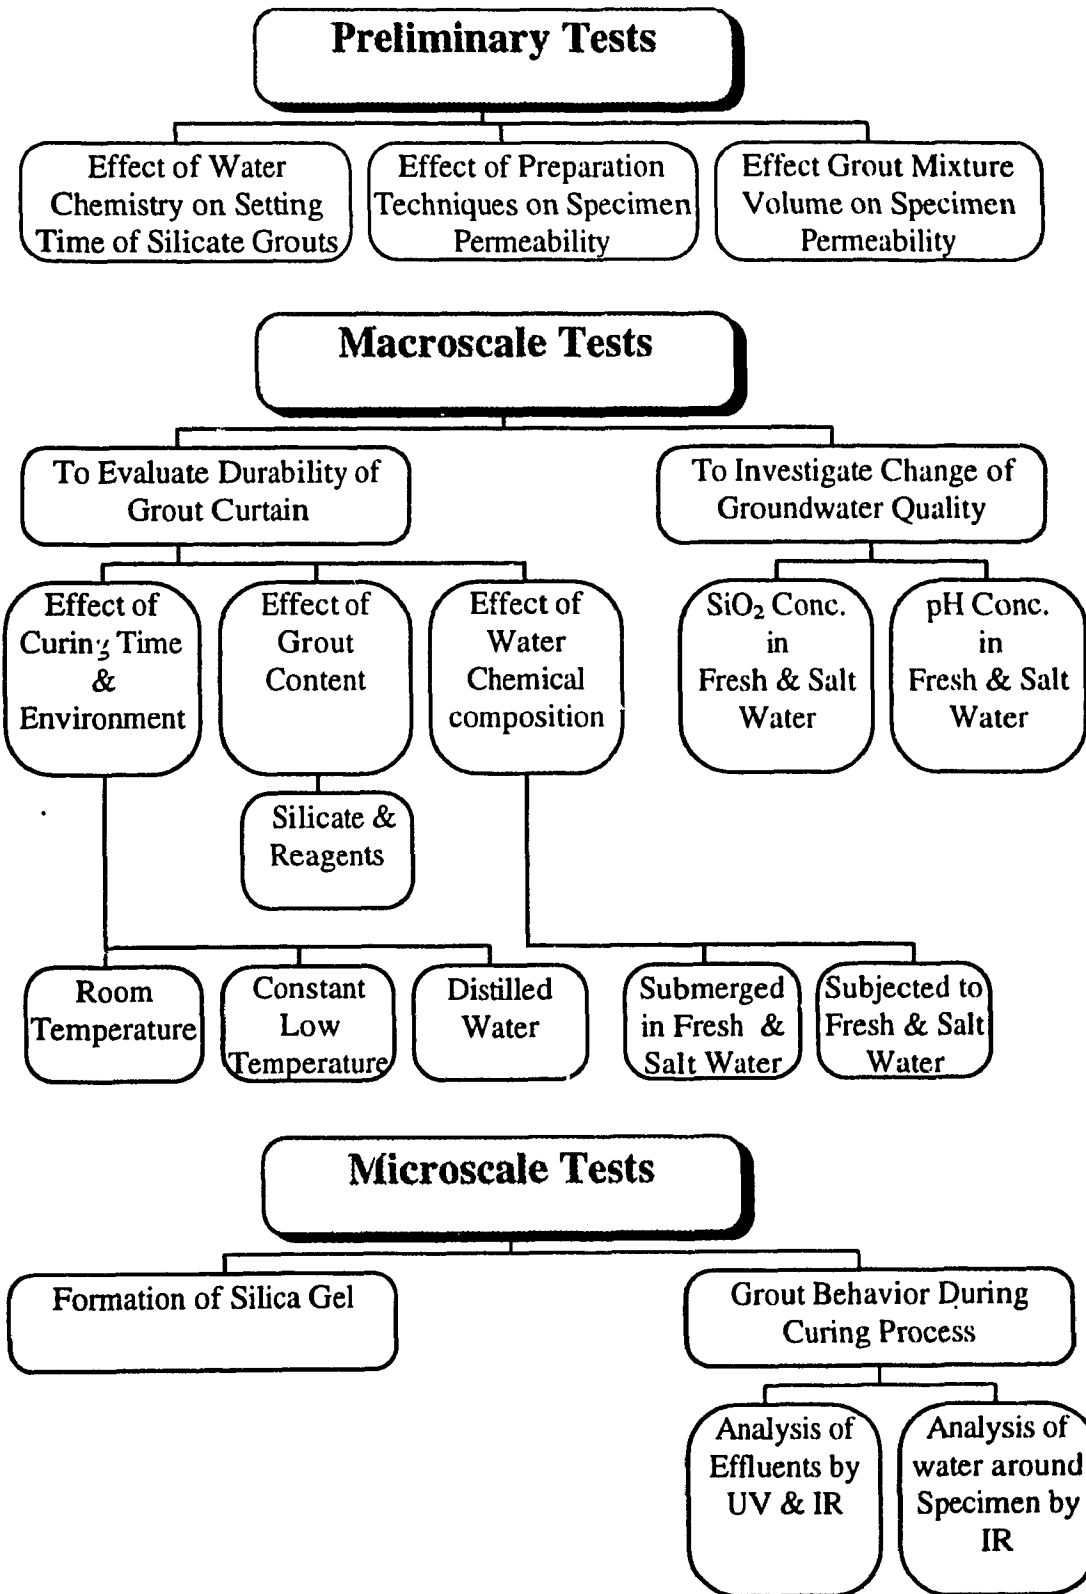 Preliminary Tests
Effect of Water
Chemistry on Setting
Time of Silicate Grouts
Effect of Preparation
Techniques on Specimen
Permeability
Effect Grout Mixture
Volume on Specimen
Permeability
Macroscale Tests
To Evaluate Durability of
Grout Curtain
To Investigate Change of
Groundwater Quality
Effect of
Curing Time
&
Environment
Effect of
Grout
Content
Effect of
Water
Chemical
composition
SiO₂ Conc.
in
Fresh & Salt
Water
pH Conc.
in
Fresh & Salt
Water
Silicate &
Reagents
Room
Temperature
Constant
Low
Temperature
Distilled
Water
Submerged
in Fresh &
Salt Water
Subjected to
Fresh & Salt
Water
Microscale Tests
Formation of Silica Gel
Grout Behavior During
Curing Process
Analysis of
Effluents by
UV & IR
Analysis of
water around
Specimen by
IR